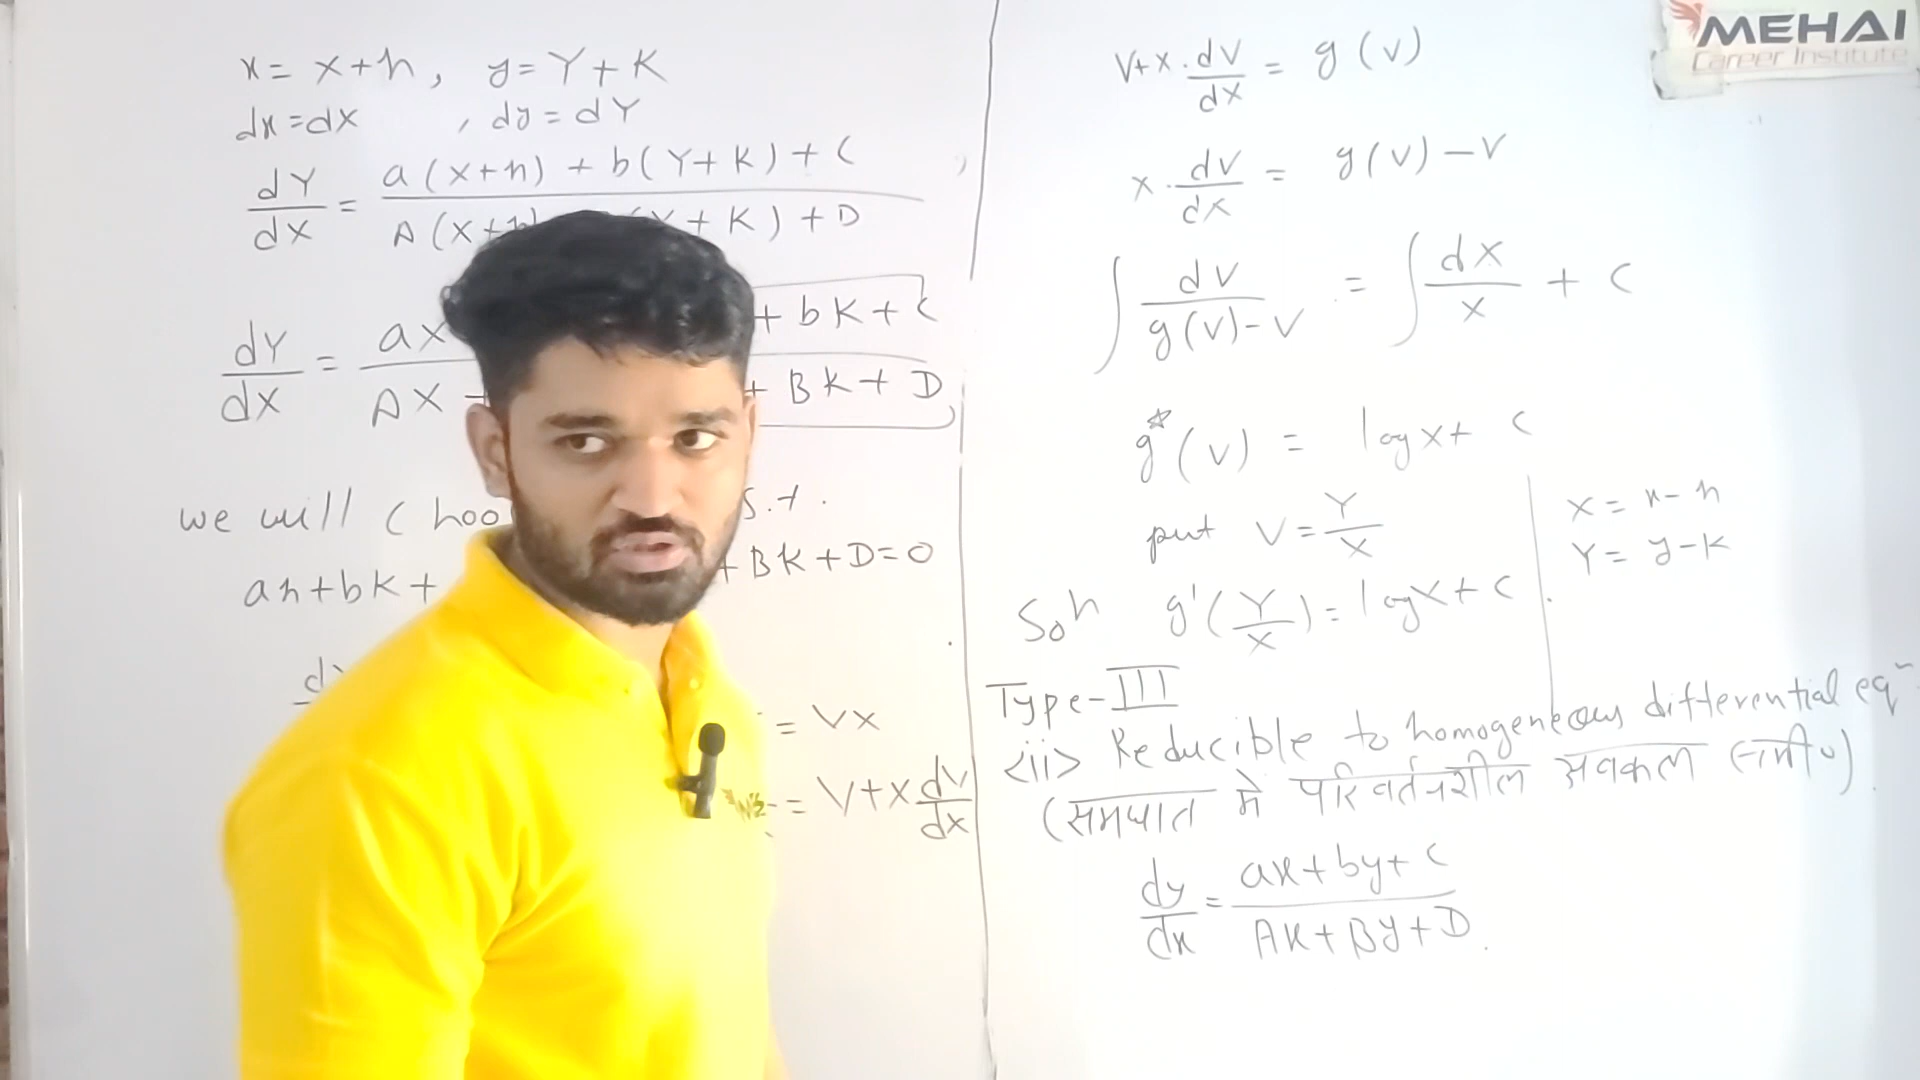 x = X+h, y = Y+K
dx = dX , dy = dY
dY/dX = a(X+h) + b(Y+K) + C / A(X+h) (Y+K) + D
dY/dX = aX + bK + C / AX + + BK + D
we will choo s.t.
ah+bK+ +BK+D=0
d
= VX
= V+X dV/dX
MEHAI
Career Institute
V+X·dV/dX = g(V)
X·dV/dX = g(V)-V
∫ dV/g(V)-V = ∫ dX/X + C
g*(V) = log X + C
put V = Y/X
X = x-h
Y = y-K
Soln g'(Y/X) = log X + C
Type-III
<ii> Reducible to homogeneous differential eqn
(समघात मे परिवर्तनशील अवकल समी०)
dy/dx = ax+by+C / Ax+By+D.